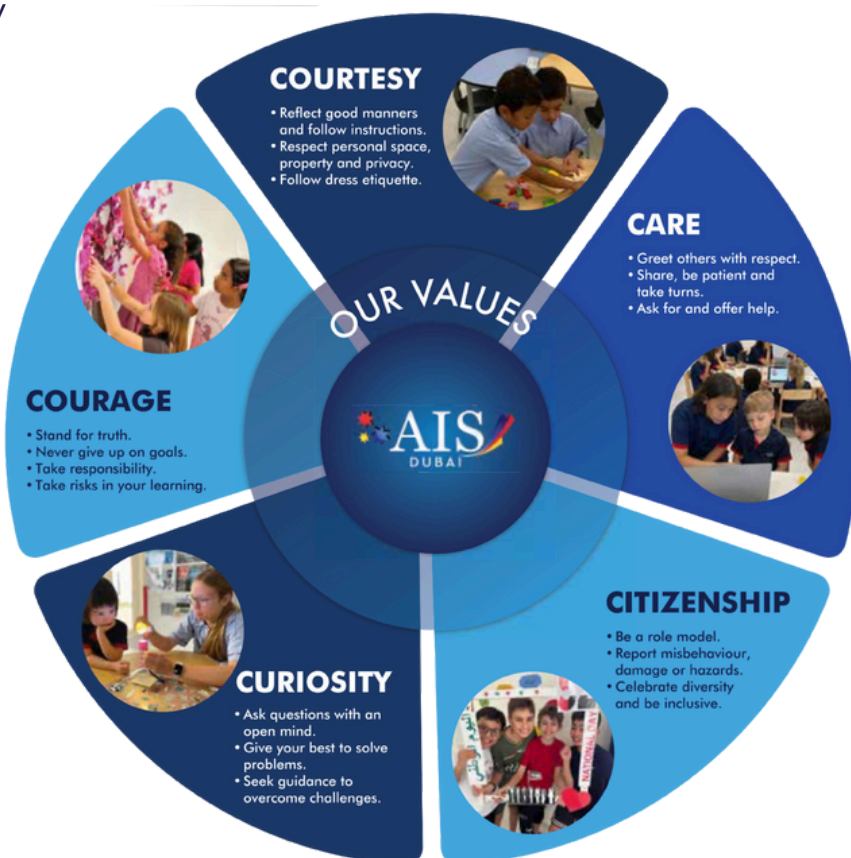 COURTESY
• Reflect good manners
and follow instructions.
• Respect personal space,
property and privacy.
• Follow dress etiquette.
CARE
• Greet others with respect.
• Share, be patient and
take turns.
• Ask for and offer help.
OUR VALUES
AIS
DUBAI
COURAGE
• Stand for truth.
• Never give up on goals.
• Take responsibility.
• Take risks in your learning.
CITIZENSHIP
• Be a role model.
• Report misbehaviour,
damage or hazards.
• Celebrate diversity
and be inclusive.
CURIOSITY
• Ask questions with an
open mind.
• Give your best to solve
problems.
• Seek guidance to
overcome challenges.
اليوم الوطني
NATIONAL DAY